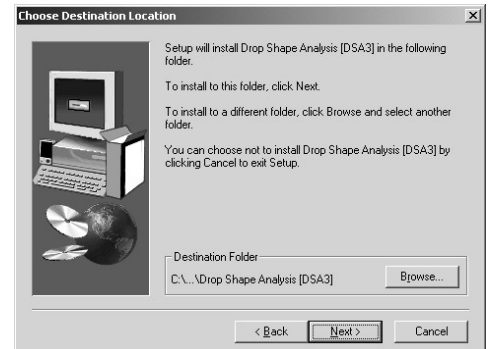 Choose Destination Location
Setup will install Drop Shape Analysis [DSA3] in the following
folder.
To install to this folder, click Next.
To install to a different folder, click Browse and select another
folder.
You can choose not to install Drop Shape Analysis [DSA3] by
clicking Cancel to exit Setup.
Destination Folder
C:\...\Drop Shape Analysis [DSA3]
Browse...
< Back
Next >
Cancel